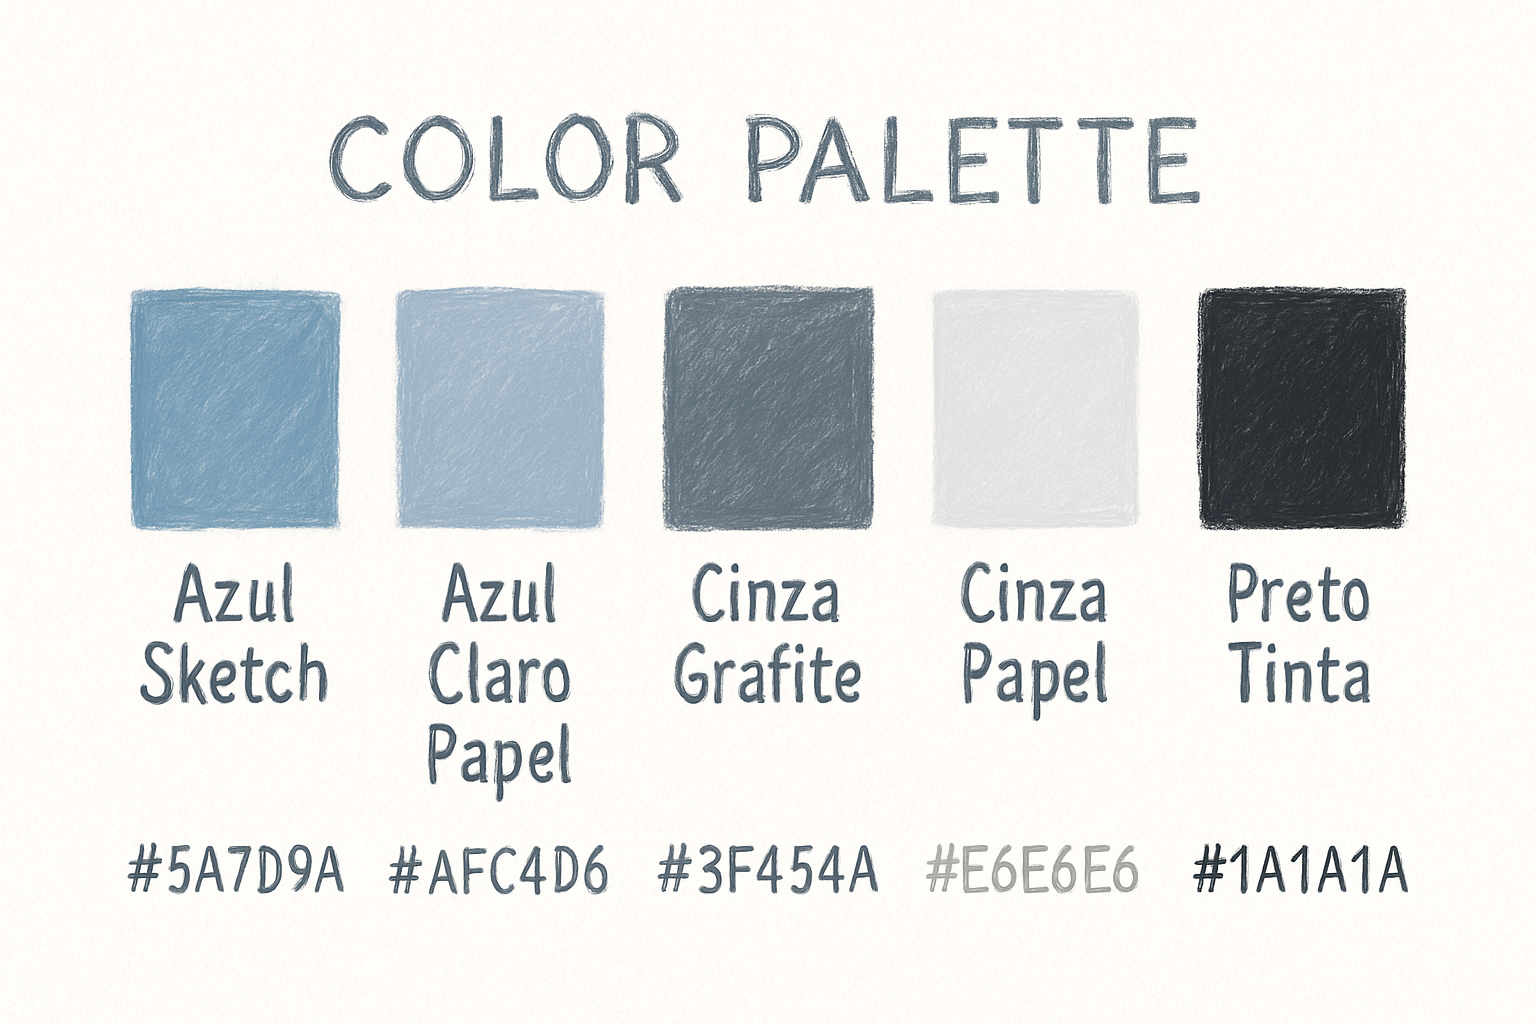 COLOR PALETTE
Azul
Sketch
#5A7D9A
Azul
Claro
Papel
#AFC4D6
Cinza
Grafite
#3F454A
Cinza
Papel
#E6E6E6
Preto
Tinta
#1A1A1A